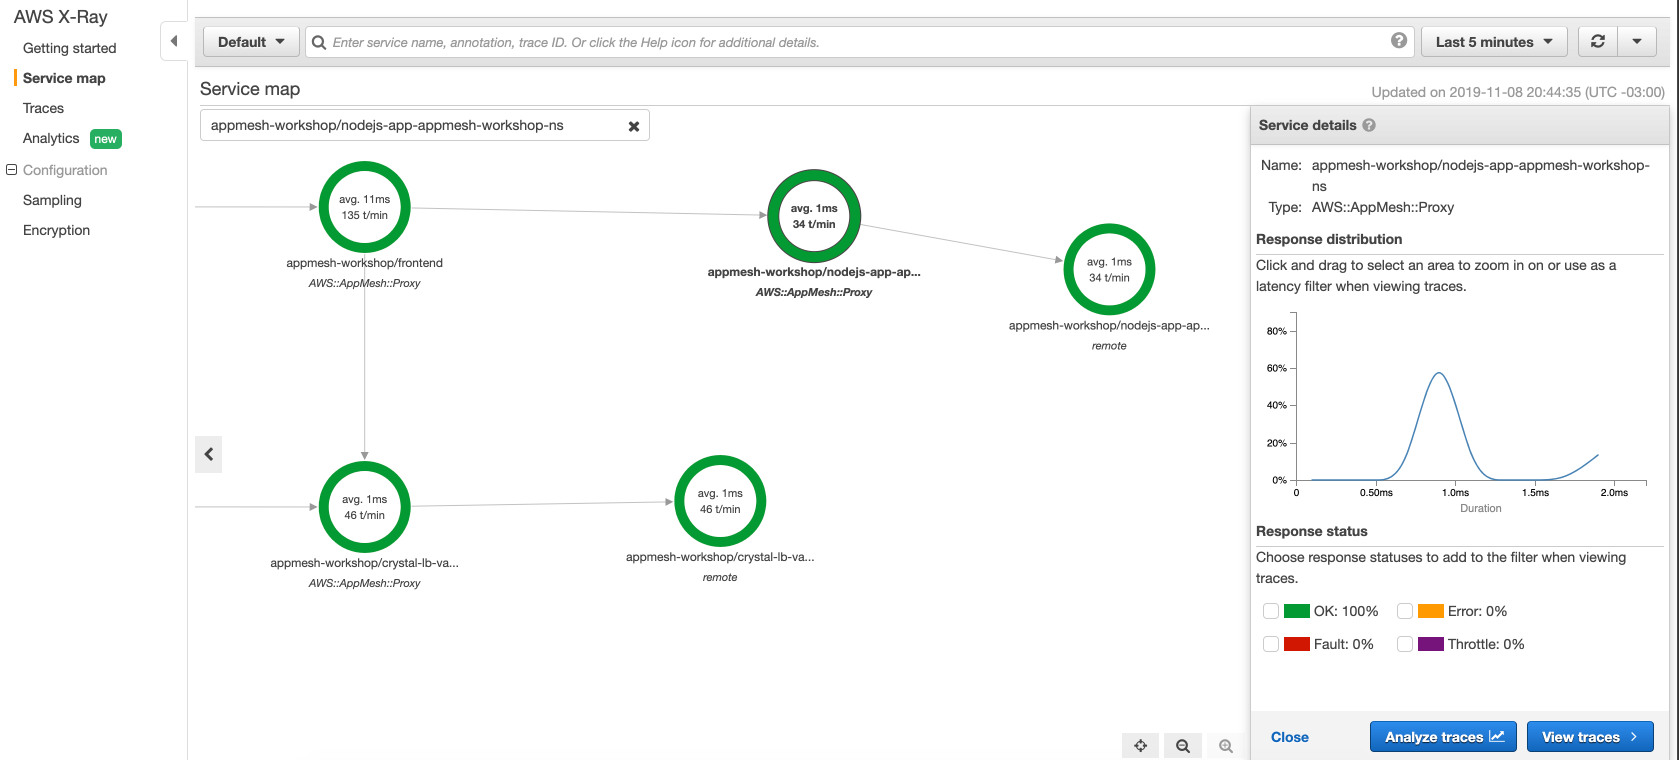 AWS X-Ray
Getting started
Service map
Traces
Analytics new
Configuration
Sampling
Encryption
Default
Enter service name, annotation, trace ID. Or click the Help icon for additional details.
?
Last 5 minutes
Service map
Updated on 2019-11-08 20:44:35 (UTC -03:00)
appmesh-workshop/nodejs-app-appmesh-workshop-ns
avg. 11ms
135 t/min
appmesh-workshop/frontend
AWS::AppMesh::Proxy
avg. 1ms
34 t/min
appmesh-workshop/nodejs-app-ap...
AWS::AppMesh::Proxy
avg. 1ms
34 t/min
appmesh-workshop/nodejs-app-ap...
remote
avg. 1ms
46 t/min
appmesh-workshop/crystal-lb-va...
AWS::AppMesh::Proxy
avg. 1ms
46 t/min
appmesh-workshop/crystal-lb-va...
remote
Service details ?
Name: appmesh-workshop/nodejs-app-appmesh-workshop-
ns
Type: AWS::AppMesh::Proxy
Response distribution
Click and drag to select an area to zoom in on or use as a
latency filter when viewing traces.
80%
60%
40%
20%
0%
0 0.50ms 1.0ms 1.5ms 2.0ms
Duration
Response status
Choose response statuses to add to the filter when viewing
traces.
OK: 100% Error: 0%
Fault: 0% Throttle: 0%
Close Analyze traces View traces